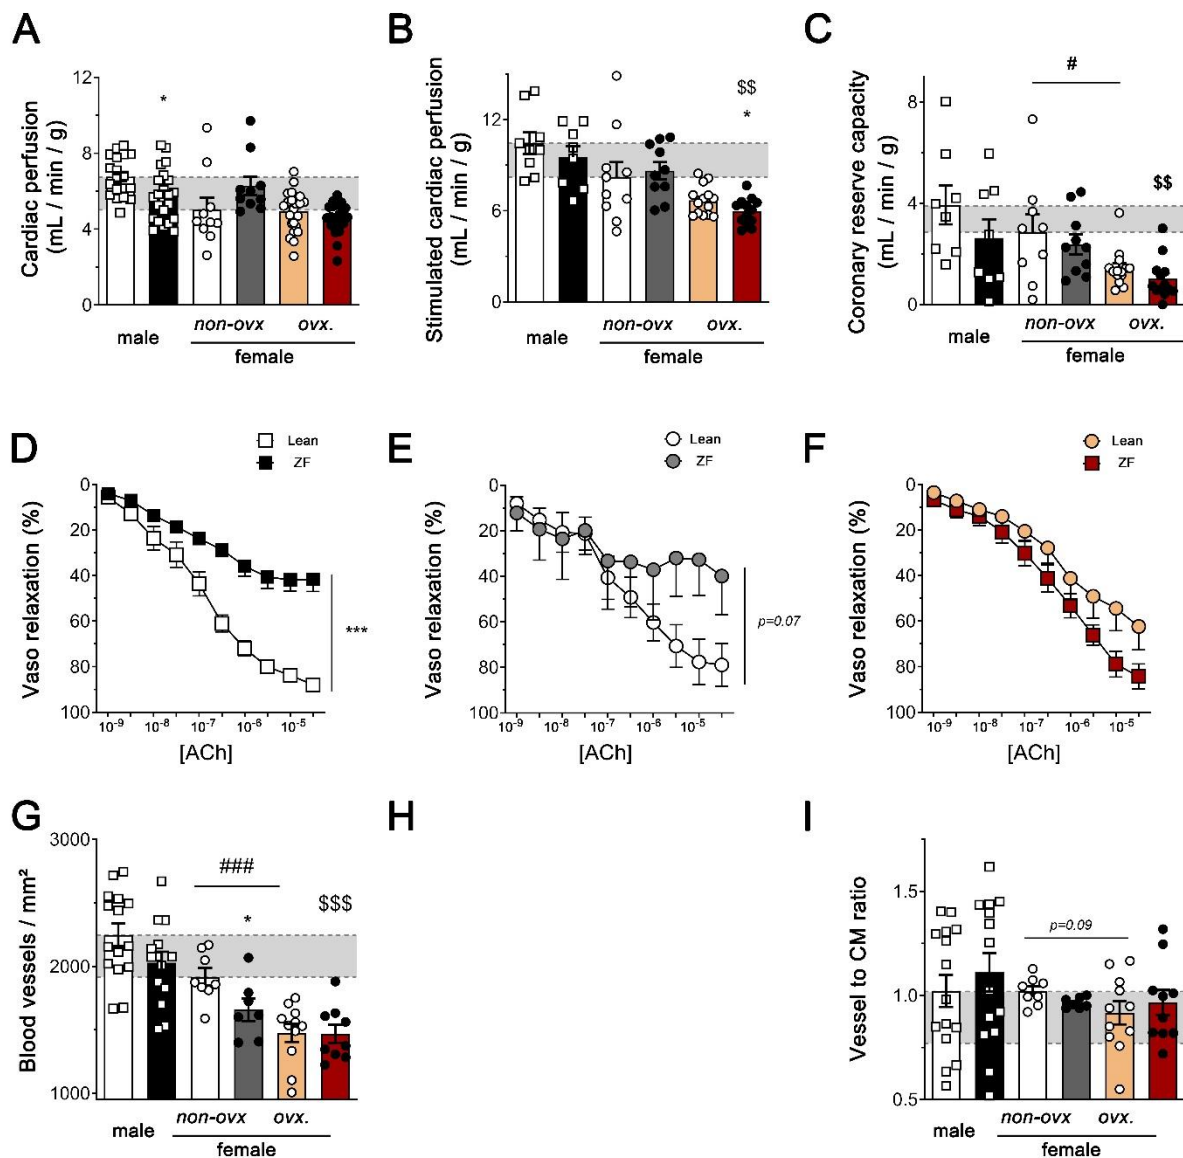 A
Cardiac perfusion
(mL / min / g)
12
8
4
0
*
male
non-ovx
ovx.
female
B
Stimulated cardiac perfusion
(mL / min / g)
12
6
0
$$
*
male
non-ovx
ovx.
female
C
Coronary reserve capacity
(mL / min / g)
8
4
0
#
$$
male
non-ovx
ovx.
female
D
Lean
ZF
Vaso relaxation (%)
0
20
40
60
80
100
***
10⁻⁹ 10⁻⁸ 10⁻⁷ 10⁻⁶ 10⁻⁵
[ACh]
E
Lean
ZF
Vaso relaxation (%)
0
20
40
60
80
100
p=0.07
10⁻⁹ 10⁻⁸ 10⁻⁷ 10⁻⁶ 10⁻⁵
[ACh]
F
Lean
ZF
Vaso relaxation (%)
0
20
40
60
80
100
10⁻⁹ 10⁻⁸ 10⁻⁷ 10⁻⁶ 10⁻⁵
[ACh]
G
Blood vessels / mm²
3000
2000
1000
###
*
$$$
male
non-ovx
ovx.
female
H
I
Vessel to CM ratio
1.5
1.0
0.5
p=0.09
male
non-ovx
ovx.
female